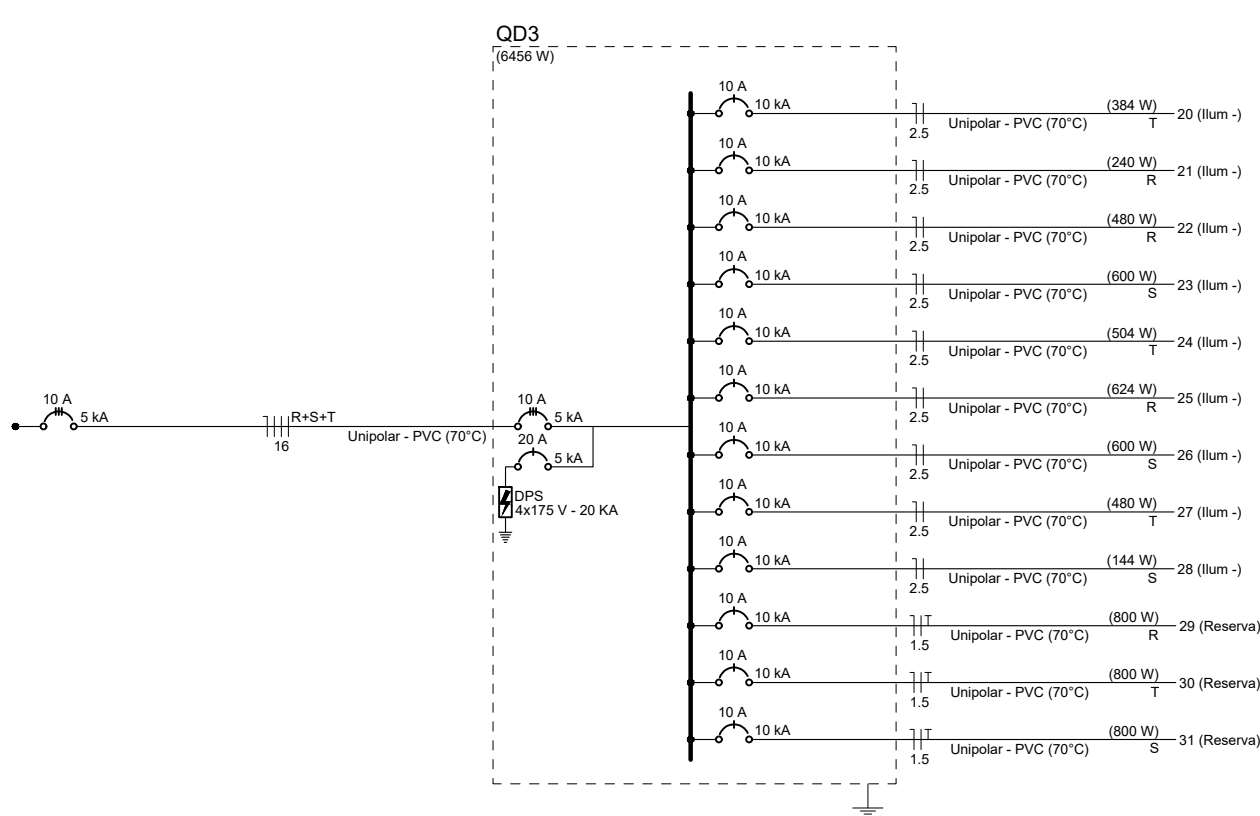 QD3
(6456 W)
10 A
10 kA
2.5
Unipolar - PVC (70°C)
(384 W)
T
20 (Ilum -)
10 A
10 kA
2.5
Unipolar - PVC (70°C)
(240 W)
R
21 (Ilum -)
10 A
10 kA
2.5
Unipolar - PVC (70°C)
(480 W)
R
22 (Ilum -)
10 A
10 kA
2.5
Unipolar - PVC (70°C)
(600 W)
S
23 (Ilum -)
10 A
10 kA
2.5
Unipolar - PVC (70°C)
(504 W)
T
24 (Ilum -)
10 A
10 kA
2.5
Unipolar - PVC (70°C)
(624 W)
R
25 (Ilum -)
10 A
5 kA
R+S+T
16
Unipolar - PVC (70°C)
10 A
5 kA
20 A
5 kA
DPS
4x175 V - 20 KA
10 A
10 kA
2.5
Unipolar - PVC (70°C)
(600 W)
S
26 (Ilum -)
10 A
10 kA
2.5
Unipolar - PVC (70°C)
(480 W)
T
27 (Ilum -)
10 A
10 kA
2.5
Unipolar - PVC (70°C)
(144 W)
S
28 (Ilum -)
10 A
10 kA
T
1.5
Unipolar - PVC (70°C)
(800 W)
R
29 (Reserva)
10 A
10 kA
T
1.5
Unipolar - PVC (70°C)
(800 W)
T
30 (Reserva)
10 A
10 kA
T
1.5
Unipolar - PVC (70°C)
(800 W)
S
31 (Reserva)